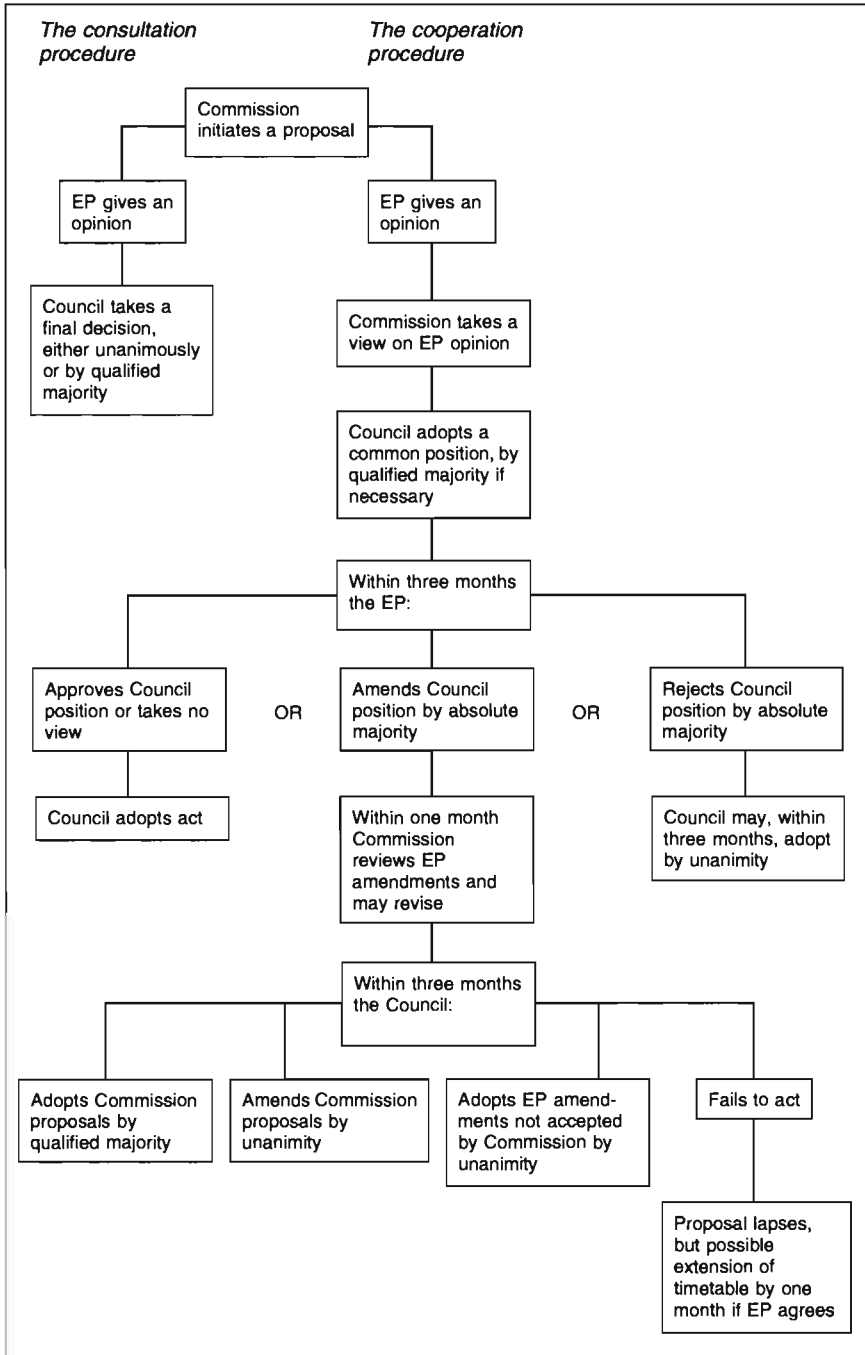 The consultation
procedure
The cooperation
procedure
Commission
initiates a proposal
EP gives an
opinion
EP gives an
opinion
Council takes a
final decision,
either unanimously
or by qualified
majority
Commission takes a
view on EP opinion
Council adopts a
common position, by
qualified majority if
necessary
Within three months
the EP:
Approves Council
position or takes no
view
OR
Amends Council
position by absolute
majority
OR
Rejects Council
position by absolute
majority
Council adopts act
Within one month
Commission
reviews EP
amendments and
may revise
Council may, within
three months, adopt
by unanimity
Within three months
the Council:
Adopts Commission
proposals by
qualified majority
Amends Commission
proposals by
unanimity
Adopts EP amend-
ments not accepted
by Commission by
unanimity
Fails to act
Proposal lapses,
but possible
extension of
timetable by one
month if EP agrees